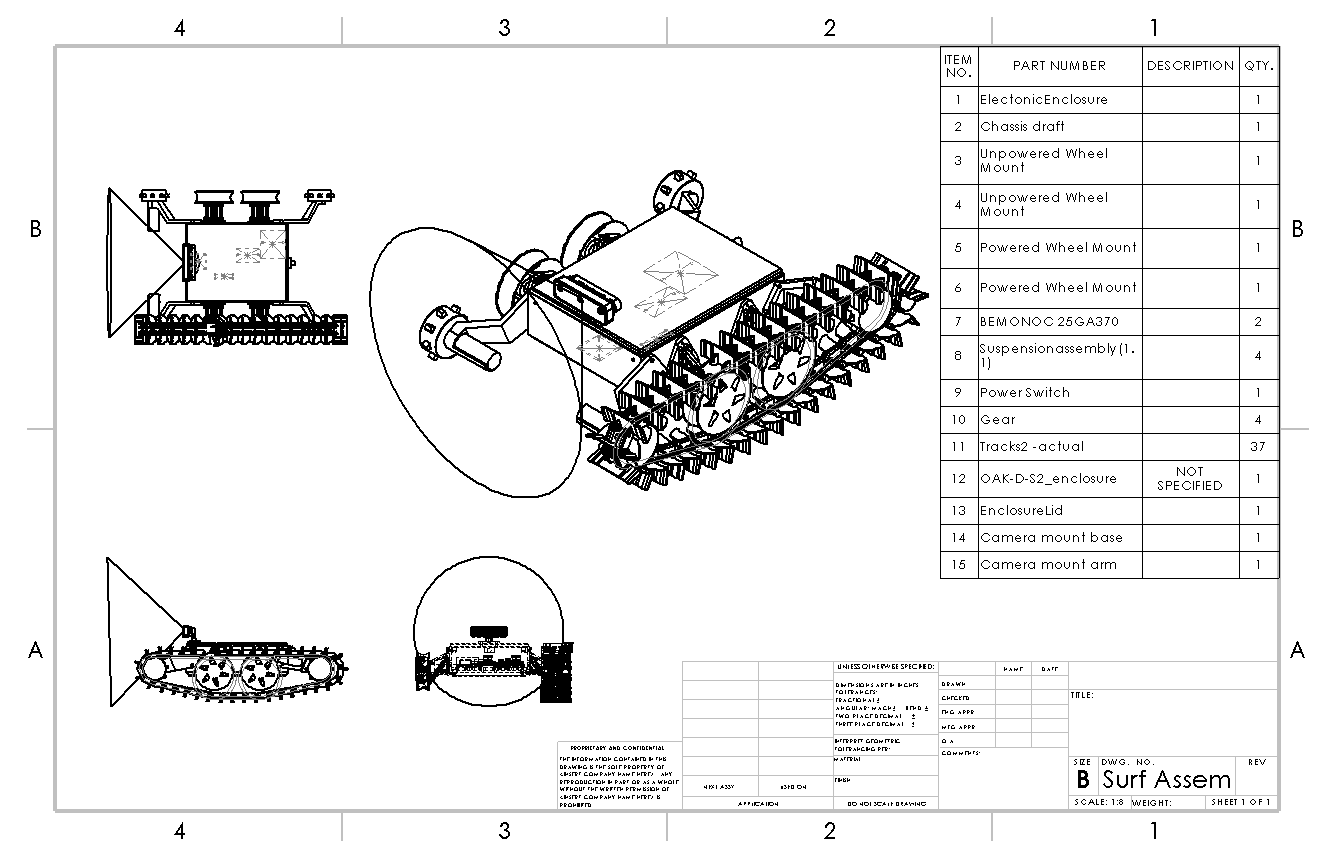 4 3 2 1
B B
A A
ITEM NO. PART NUMBER DESCRIPTION QTY.
1 ElectonicEnclosure 1
2 Chassis draft 1
3 Unpowered Wheel Mount 1
4 Unpowered Wheel Mount 1
5 Powered Wheel Mount 1
6 Powered Wheel Mount 1
7 BEMONOC 25GA370 2
8 Suspensionassembly(1.1) 4
9 Power Switch 1
10 Gear 4
11 Tracks2 -actual 37
12 OAK-D-S2_enclosure NOT SPECIFIED 1
13 EnclosureLid 1
14 Camera mount base 1
15 Camera mount arm 1
UNLESS OTHERWISE SPECIFIED:
DIMENSIONS ARE IN INCHES
TOLERANCES:
FRACTIONAL±
ANGULAR: MACH± BEND ±
TWO PLACE DECIMAL ±
THREE PLACE DECIMAL ±
INTERPRET GEOMETRIC
TOLERANCING PER:
MATERIAL
FINISH
DO NOT SCALE DRAWING
NAME DATE
DRAWN
CHECKED
ENG APPR.
MFG APPR.
Q.A.
COMMENTS:
PROPRIETARY AND CONFIDENTIAL
THE INFORMATION CONTAINED IN THIS
DRAWING IS THE SOLE PROPERTY OF
<INSERT COMPANY NAME HERE>. ANY
REPRODUCTION IN PART OR AS A WHOLE
WITHOUT THE WRITTEN PERMISSION OF
<INSERT COMPANY NAME HERE> IS
PROHIBITED.
NEXT ASSY USED ON
APPLICATION
TITLE:
SIZE DWG. NO. REV
B Surf Assem
SCALE: 1:8 WEIGHT: SHEET 1 OF 1
4 3 2 1